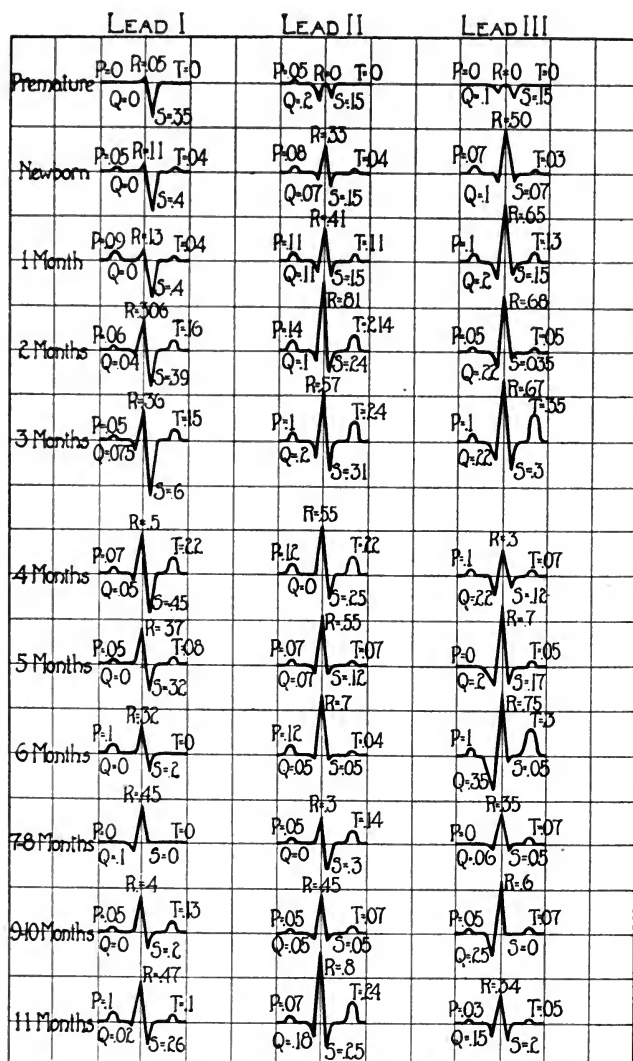 LEAD I LEAD II LEAD III
Premature P=0 R=.05 T=0 Q=0 S=.35 P=.05 R=0 T=0 Q=.2 S=.15 P=0 R=0 T=0 Q=.1 S=.15
Newborn P=.05 R=.11 T=.04 Q=0 S=.4 P=.08 R=.33 T=.04 Q=.07 S=.15 P=.07 R=.50 T=.03 Q=.1 S=.07
1 Month P=.09 R=.13 T=.04 Q=0 S=.4 P=.11 R=.41 T=.11 Q=.11 S=.15 P=.1 R=.65 T=.13 Q=.2 S=.15
2 Months P=.06 R=.306 T=.16 Q=.04 S=.39 P=.14 R=.81 T=.214 Q=.1 S=.24 P=.05 R=.68 T=.05 Q=.22 S=.035
3 Months P=.05 R=.36 T=.15 Q=.075 S=.6 P=.1 R=.57 T=.24 Q=.2 S=.31 P=.1 R=.67 T=.35 Q=.22 S=.3
4 Months P=.07 R=.5 T=.22 Q=.05 S=.45 P=.12 R=.55 T=.22 Q=0 S=.25 P=.1 R=.3 T=.07 Q=.22 S=.12
5 Months P=.05 R=.37 T=.08 Q=0 S=.32 P=.07 R=.55 T=.07 Q=.07 S=.12 P=0 R=.7 T=.05 Q=.2 S=.17
6 Months P=.1 R=.32 T=0 Q=0 S=.2 P=.12 R=.7 T=.04 Q=.05 S=.05 P=.1 R=.75 T=.3 Q=.35 S=.05
7-8 Months P=0 R=.45 T=0 Q=.1 S=0 P=.05 R=.3 T=.14 Q=0 S=.3 P=0 R=.35 T=.07 Q=.06 S=.05
9-10 Months P=.05 R=.4 T=.13 Q=0 S=.2 P=.05 R=.45 T=.07 Q=.05 S=.05 P=.05 R=.6 T=.07 Q=.25 S=0
11 Months P=.1 R=.47 T=.1 Q=.02 S=.26 P=.07 R=.8 T=.24 Q=.18 S=.25 P=.03 R=.34 T=.05 Q=.15 S=.2